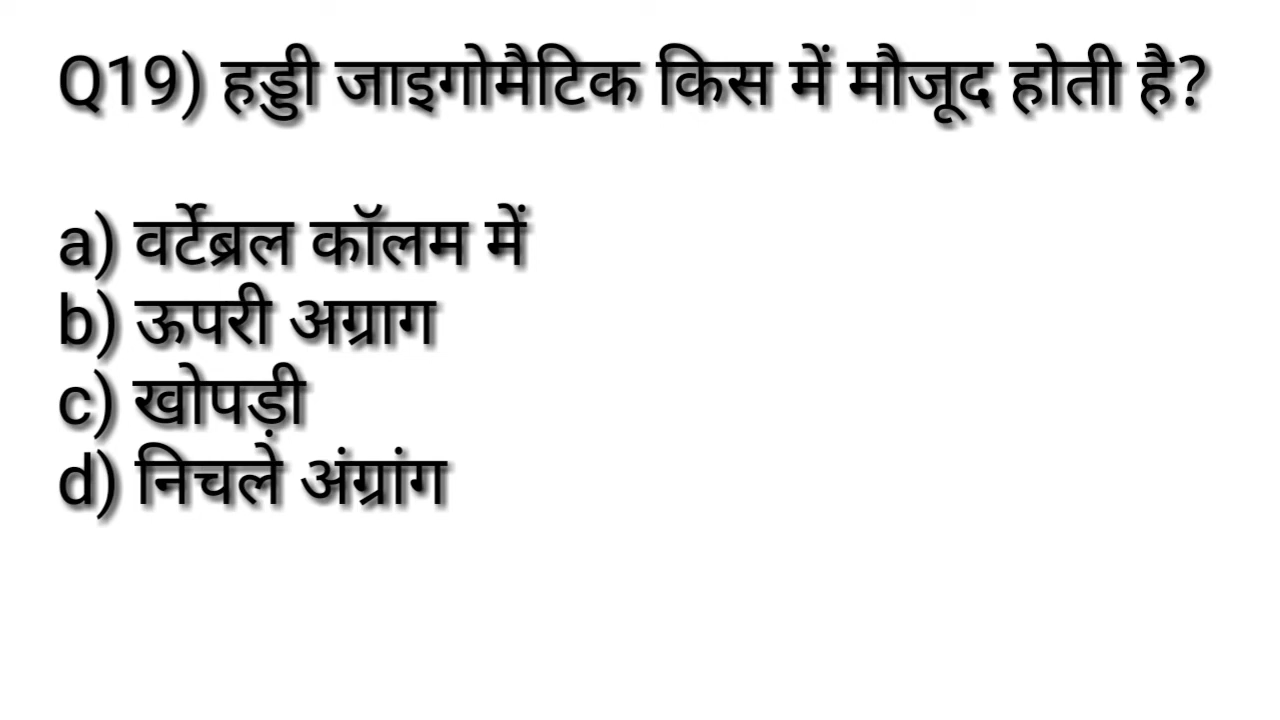 Q19) हड्डी जाइगोमैटिक किस में मौजूद होती है?
a) वर्टेब्रल कॉलम में
b) ऊपरी अग्राग
c) खोपड़ी
d) निचले अंग्रांग